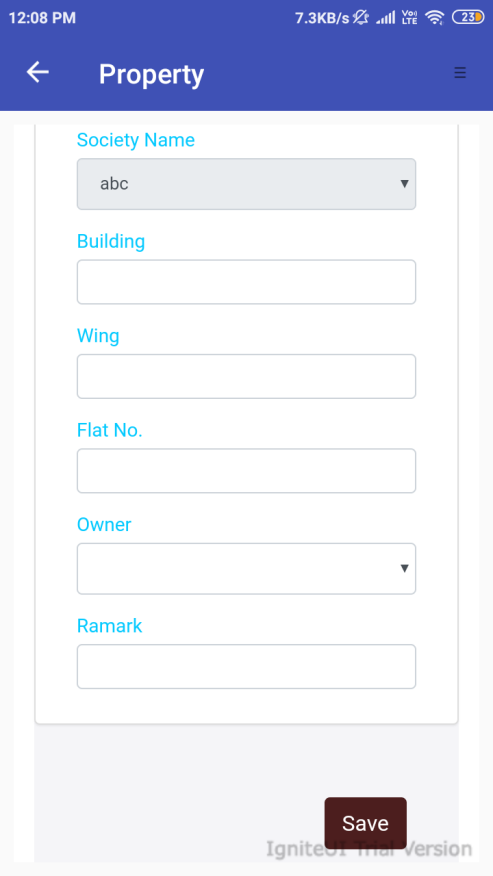 12:08 PM
7.3KB/s Vo)) LTE 23
Property
Society Name
abc
Building
Wing
Flat No.
Owner
Ramark
Save
IgniteUI Trial Version